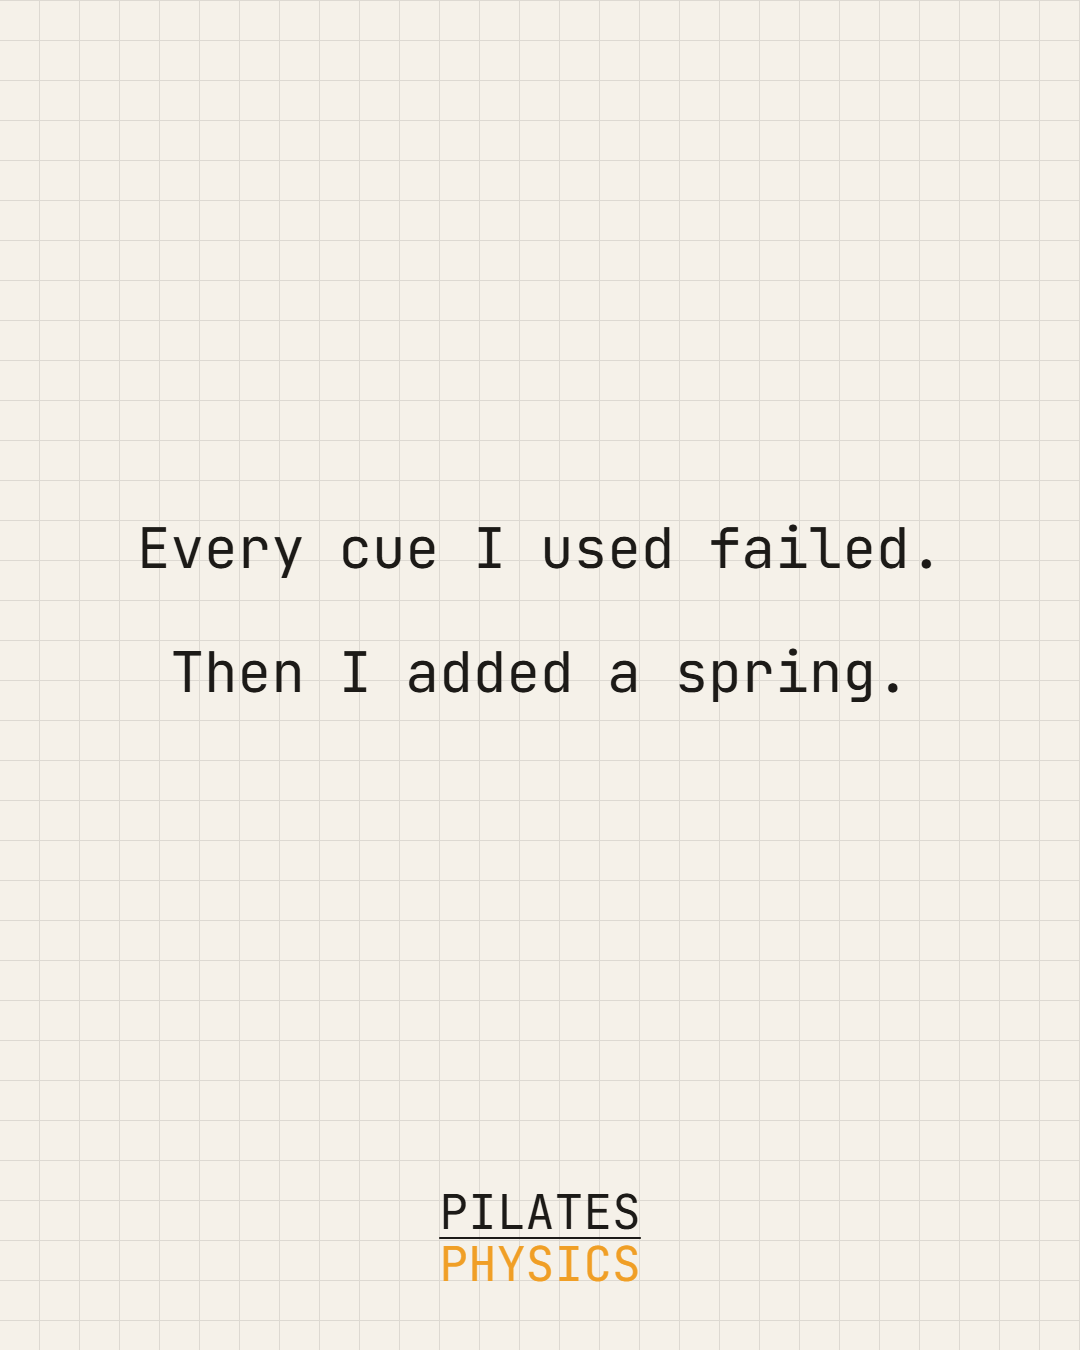 Every cue I used failed.
Then I added a spring.
PILATES
PHYSICS